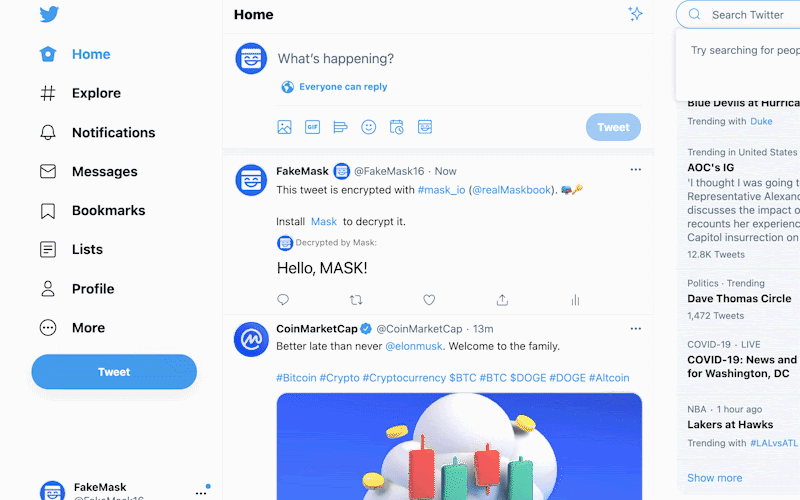 Home
Explore
Notifications
Messages
Bookmarks
Lists
Profile
More
Tweet
FakeMask
@FakeMask16
Home
What's happening?
Everyone can reply
GIF
Tweet
FakeMask @FakeMask16 · Now
This tweet is encrypted with #mask_io (@realMaskbook).
Install Mask to decrypt it.
Decrypted by Mask:
Hello, MASK!
CoinMarketCap @CoinMarketCap · 13m
Better late than never @elonmusk. Welcome to the family.
#Bitcoin #Crypto #Cryptocurrency $BTC #BTC $DOGE #DOGE #Altcoin
Search Twitter
Try searching for peop
Blue Devils at Hurrica
Trending with Duke
Trending in United States
AOC's IG
'I thought I was going t
Representative Alexan
discusses the impact o
recounts her experienc
Capitol insurrection on
12.8K Tweets
Politics · Trending
Dave Thomas Circle
1,472 Tweets
COVID-19 · LIVE
COVID-19: News and
for Washington, DC
NBA · 1 hour ago
Lakers at Hawks
Trending with #LALvsATL
Show more